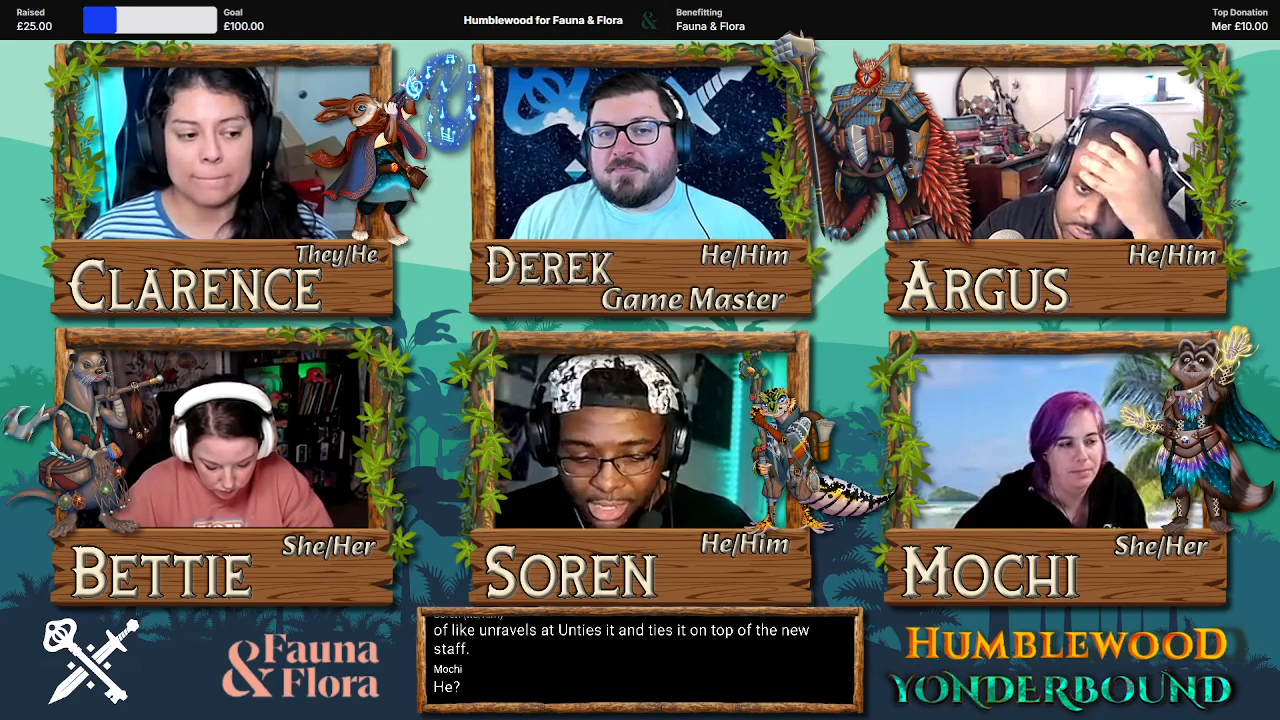 Raised
£25.00
Goal
£100.00
Humblewood for Fauna & Flora
&
Benefitting
Fauna & Flora
Top Donation
Mer £10.00
They/He
CLARENCE
He/Him
DEREK
Game Master
He/Him
ARGUS
She/Her
BETTIE
He/Him
SOREN
She/Her
MOCHI
Fauna
& Flora
of like unravels at Unties it and ties it on top of the new
staff.
Mochi
He?
HUMBLEWOOD
YONDERBOUND